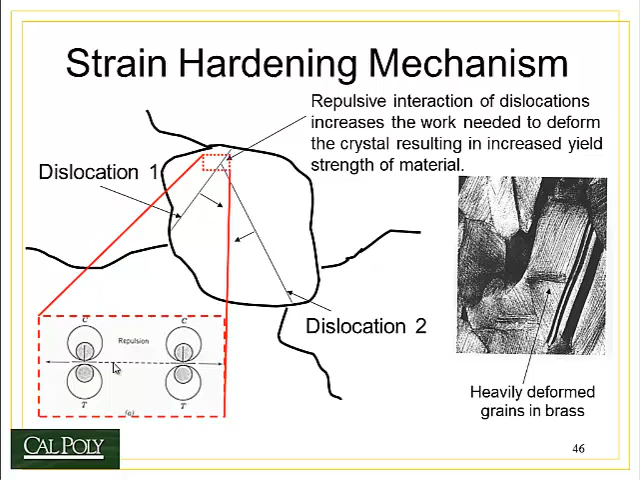 Strain Hardening Mechanism
Repulsive interaction of dislocations
increases the work needed to deform
the crystal resulting in increased yield
strength of material.
Dislocation 1
Dislocation 2
C
C
Repulsion
T
T
(a)
Heavily deformed
grains in brass
CAL POLY
46